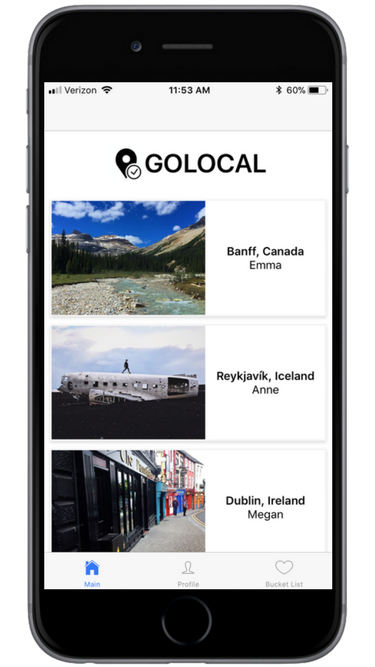 Verizon 11:53 AM 60%
GOLOCAL
Banff, Canada
Emma
Reykjavík, Iceland
Anne
Dublin, Ireland
Megan
Main Profile Bucket List